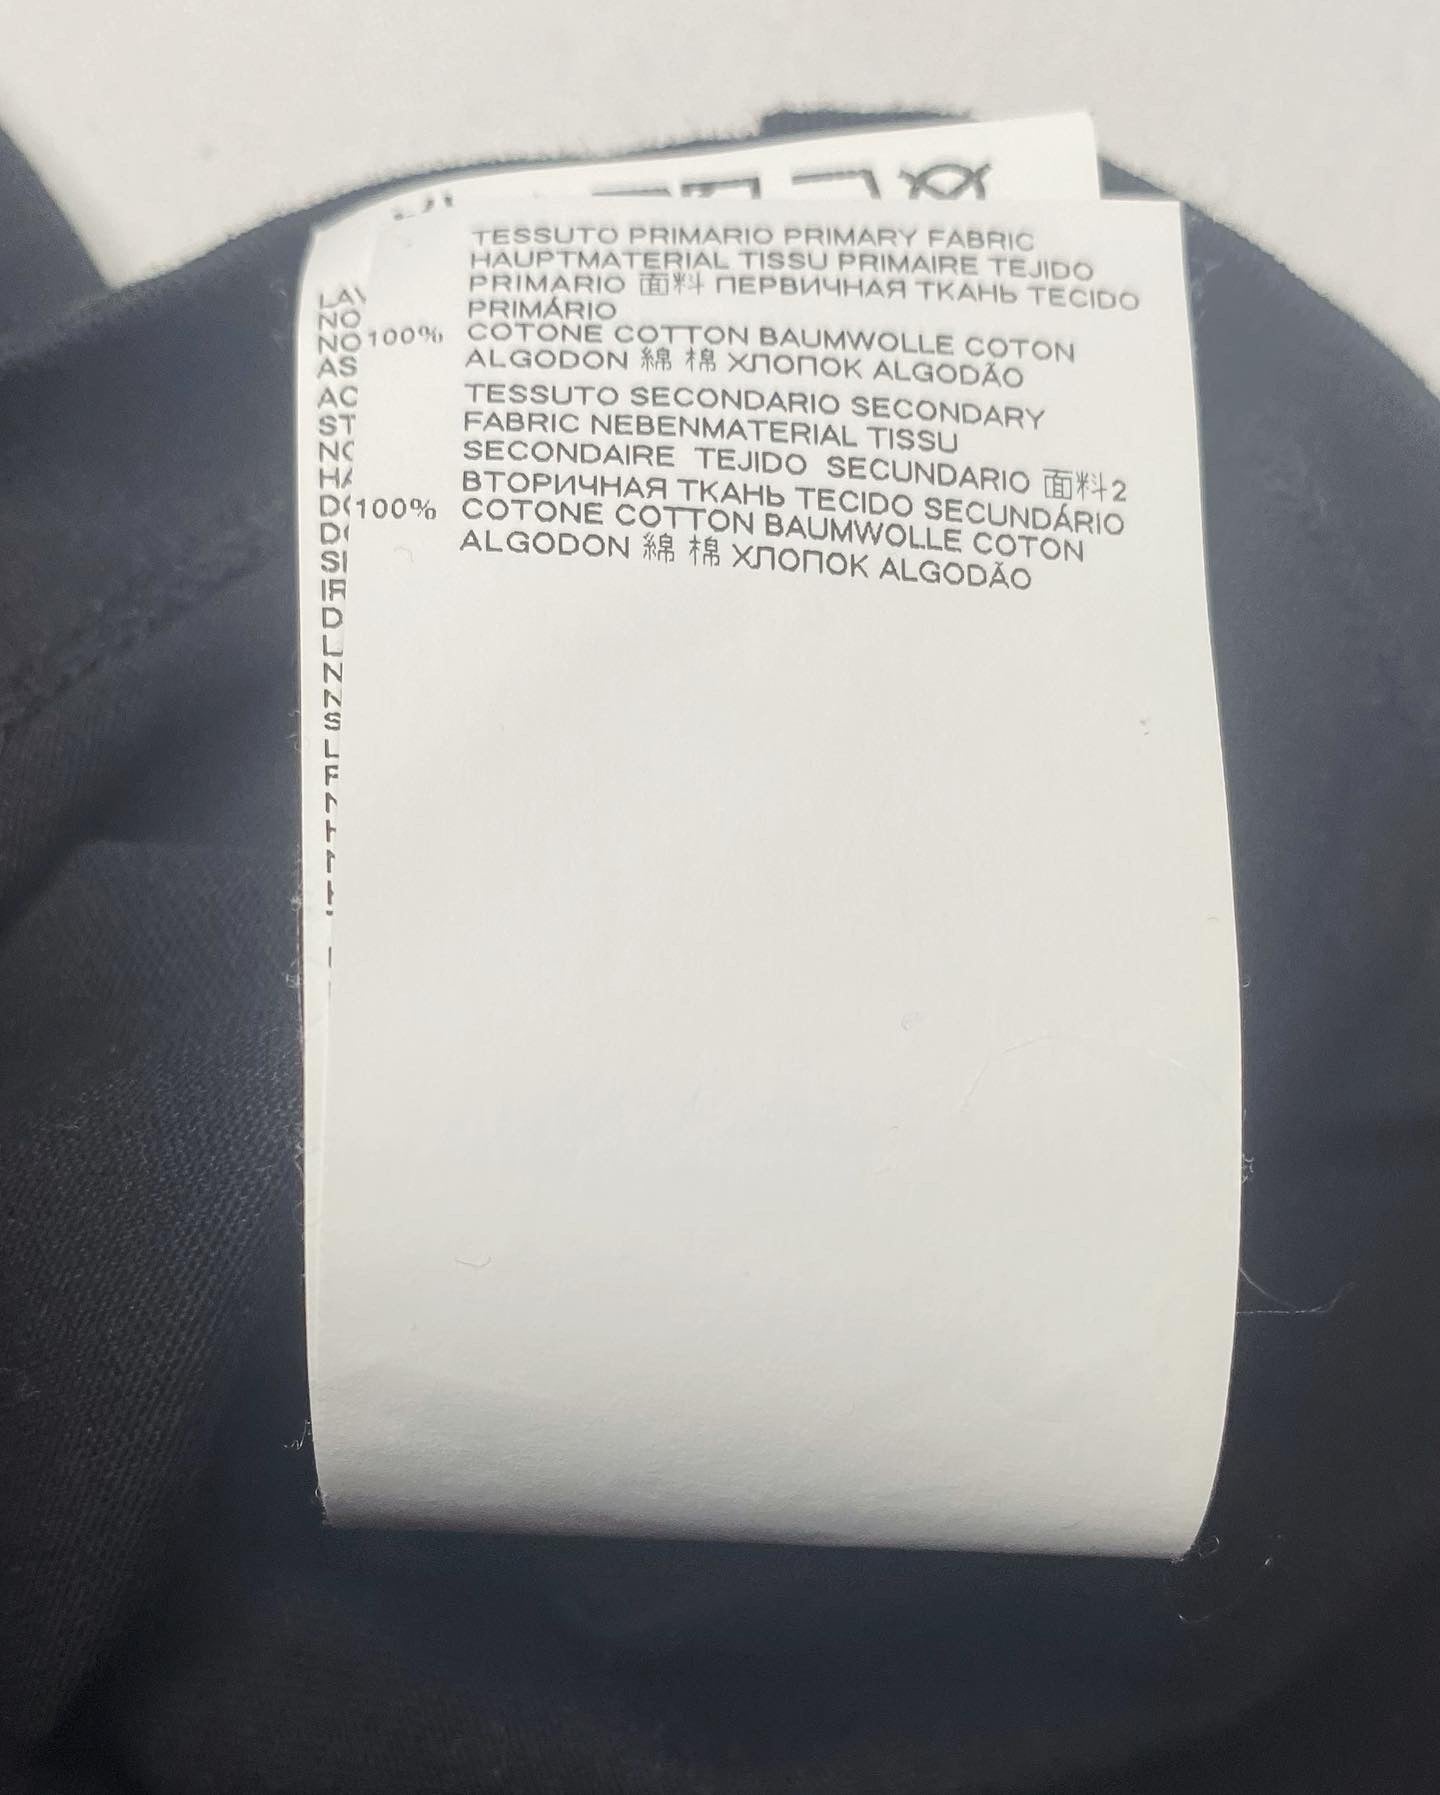 TESSUTO PRIMARIO PRIMARY FABRIC
HAUPTMATERIAL TISSU PRIMAIRE TEJIDO
PRIMARIO 面料 ПЕРВИЧНАЯ ТКАНЬ TECIDO
PRIMÁRIO
100% COTONE COTTON BAUMWOLLE COTON
ALGODON 綿 棉 ХЛОПОК ALGODÃO
TESSUTO SECONDARIO SECONDARY
FABRIC NEBENMATERIAL TISSU
SECONDAIRE TEJIDO SECUNDARIO 面料2
ВТОРИЧНАЯ ТКАНЬ TECIDO SECUNDÁRIO
100% COTONE COTTON BAUMWOLLE COTON
ALGODON 綿 棉 ХЛОПОК ALGODÃO